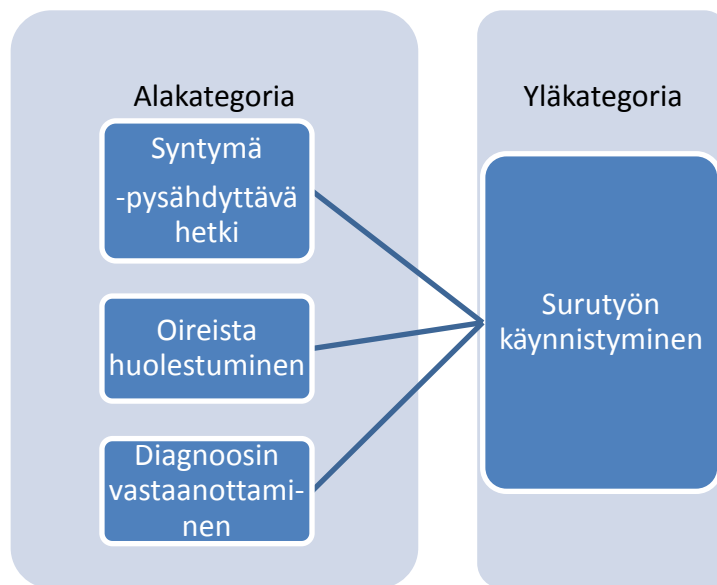 Alakategoria
Syntymä
-pysähdyttävä
hetki
Oireista
huolestuminen
Diagnoosin
vastaanottami-
nen
Yläkategoria
Surutyön
käynnistyminen